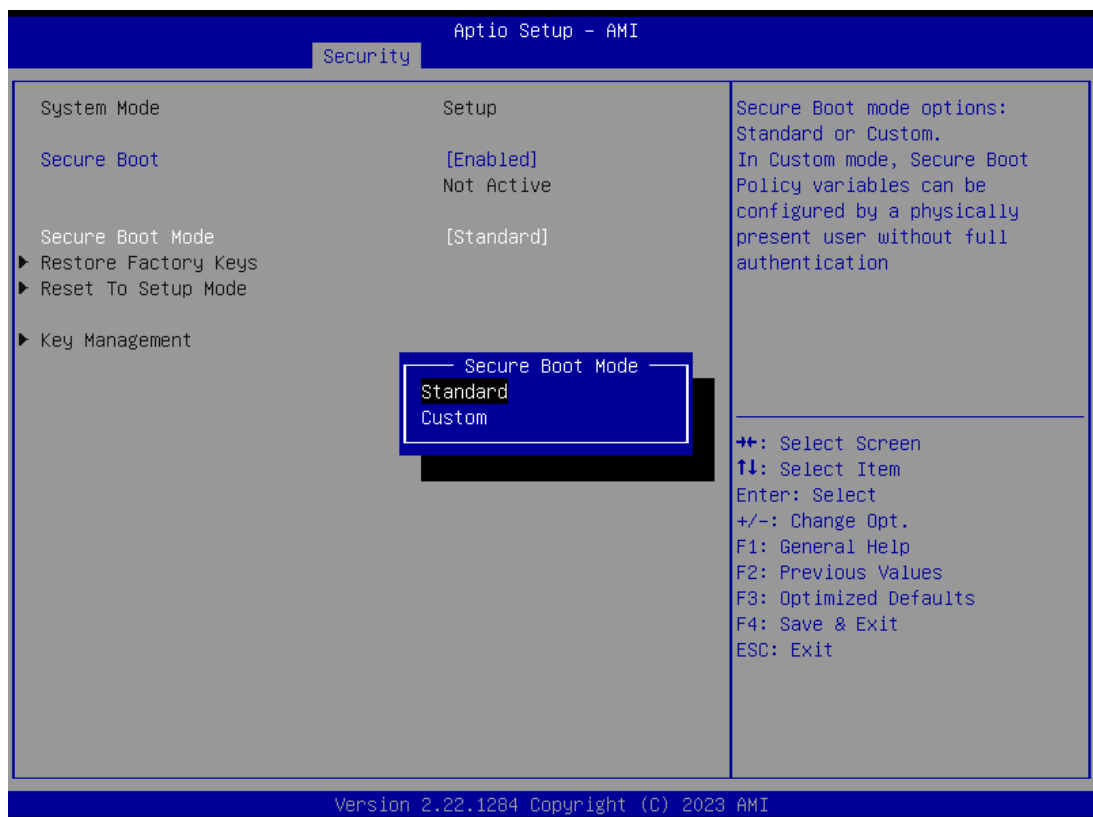 Aptio Setup – AMI
Security
System Mode Setup
Secure Boot [Enabled]
Not Active
Secure Boot Mode [Standard]
▶ Restore Factory Keys
▶ Reset To Setup Mode
▶ Key Management
Secure Boot Mode
Standard
Custom
Secure Boot mode options:
Standard or Custom.
In Custom mode, Secure Boot
Policy variables can be
configured by a physically
present user without full
authentication
→←: Select Screen
↑↓: Select Item
Enter: Select
+/-: Change Opt.
F1: General Help
F2: Previous Values
F3: Optimized Defaults
F4: Save & Exit
ESC: Exit
Version 2.22.1284 Copyright (C) 2023 AMI